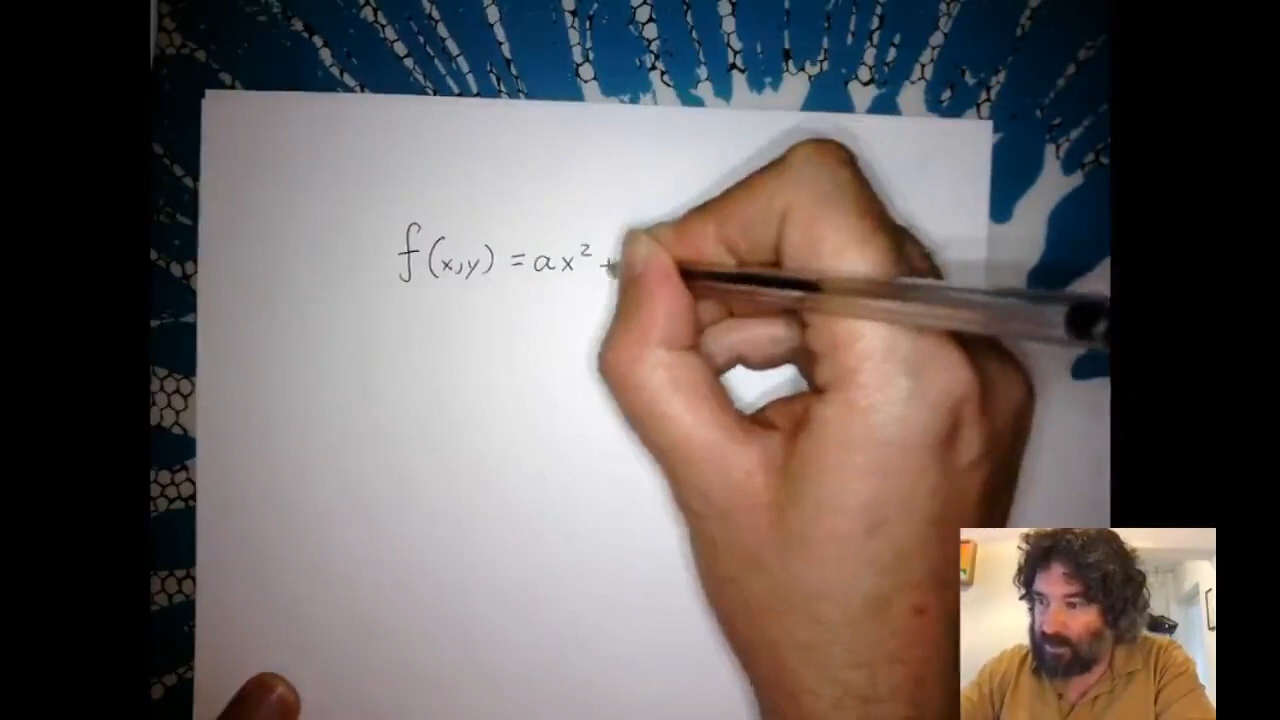 f(x,y) = ax² +